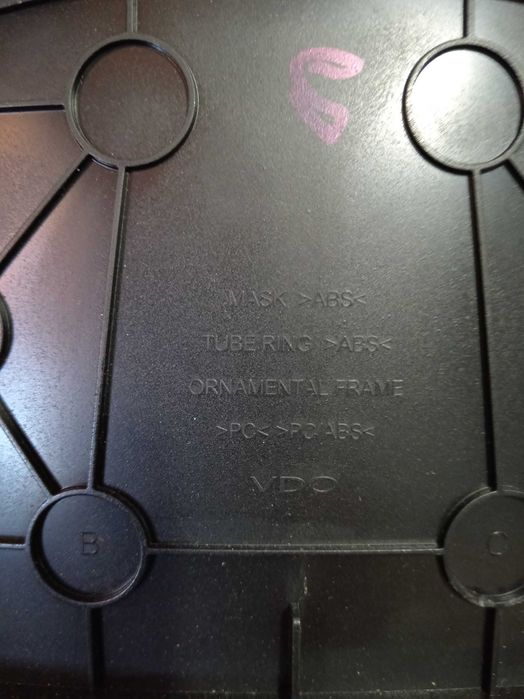 MASK >ABS<
TUBE RING >ABS<
ORNAMENTAL FRAME
>PC< >PC/ABS<
VDO
B
C